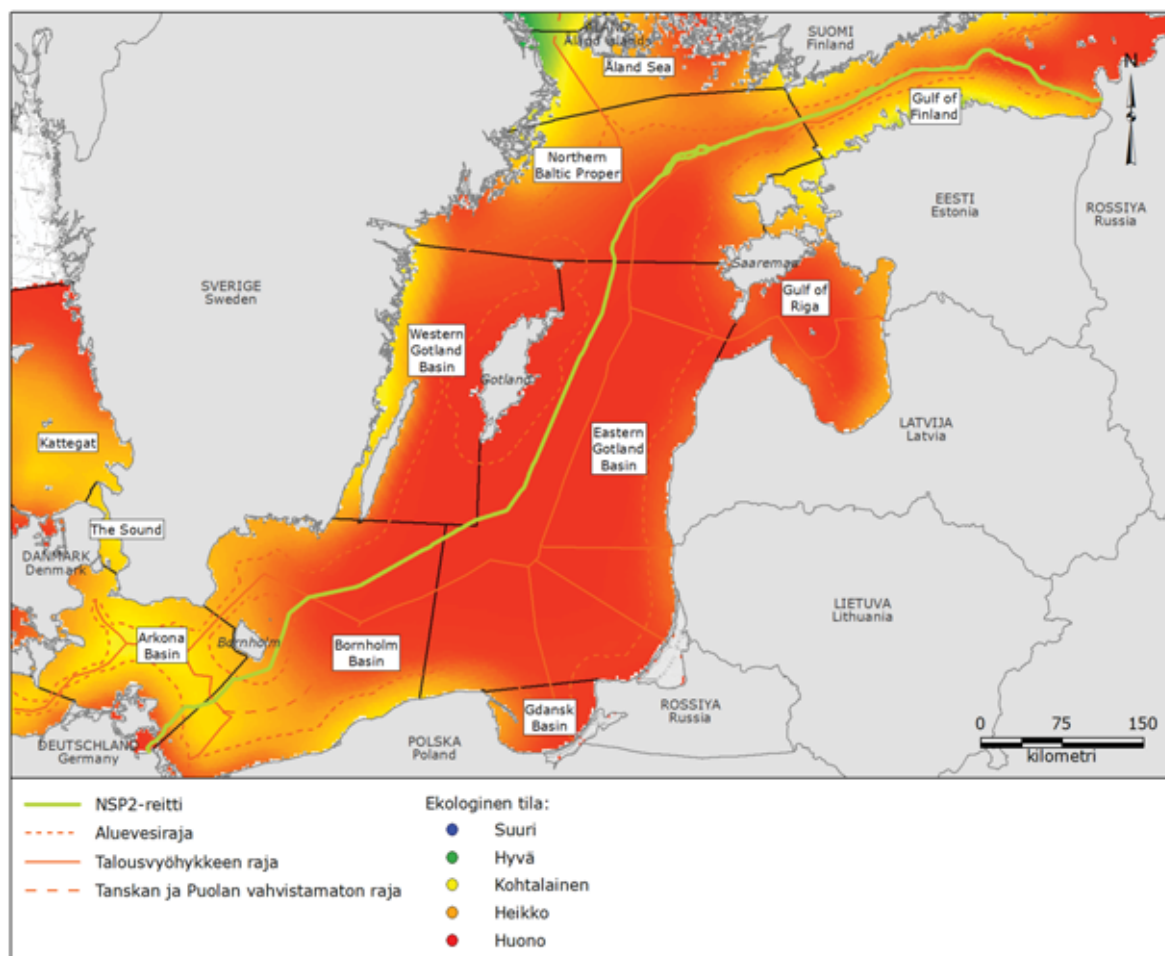 ÅLAND
Åland islands
SUOMI
Finland
Åland Sea
N
Gulf of
Finland
Northern
Baltic Proper
EESTI
Estonia
ROSSIYA
Russia
Saaremaa
SVERIGE
Sweden
Gulf of
Riga
Western
Gotland
Basin
Gotland
Kattegat
Eastern
Gotland
Basin
LATVIJA
Latvia
The Sound
DANMARK
Denmark
LIETUVA
Lithuania
Arkona
Basin
Bornholm
Bornholm
Basin
Gdansk
Basin
ROSSIYA
Russia
DEUTSCHLAND
Germany
POLSKA
Poland
0 75 150
kilometri
NSP2-reitti
Aluevesiraja
Talousvyöhykkeen raja
Tanskan ja Puolan vahvistamaton raja
Ekologinen tila:
Suuri
Hyvä
Kohtalainen
Heikko
Huono